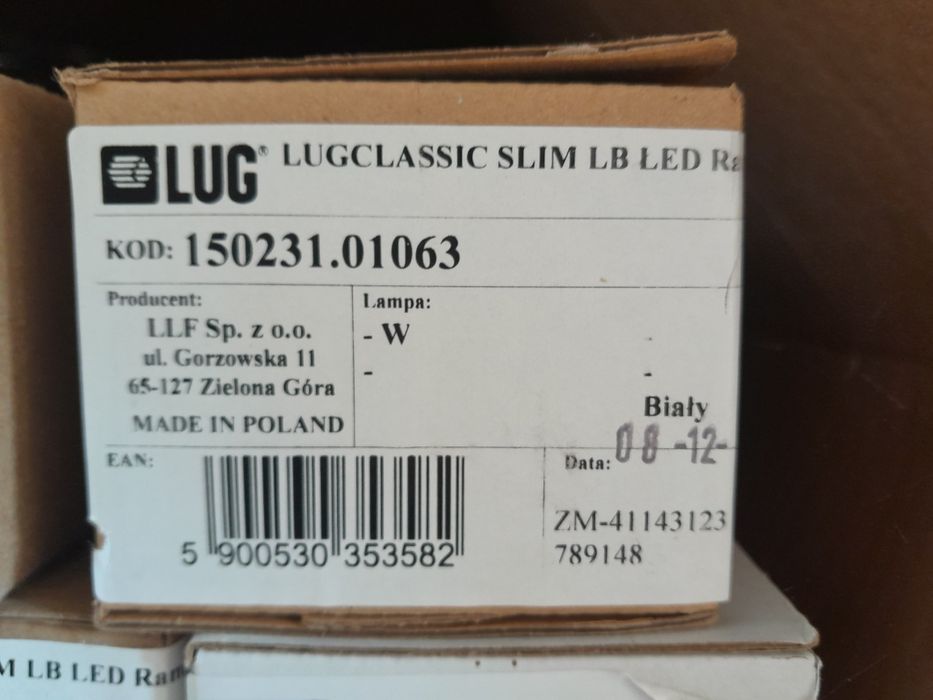 LUG® LUGCLASSIC SLIM LB LED Ra
KOD: 150231.01063
Producent:
LLF Sp. z o.o.
ul. Gorzowska 11
65-127 Zielona Góra
MADE IN POLAND
Lampa:
- W -
- -
Biały
EAN:
5 900530 353582
Data: 08 -12-
ZM-41143123
789148
M LB LED Ram